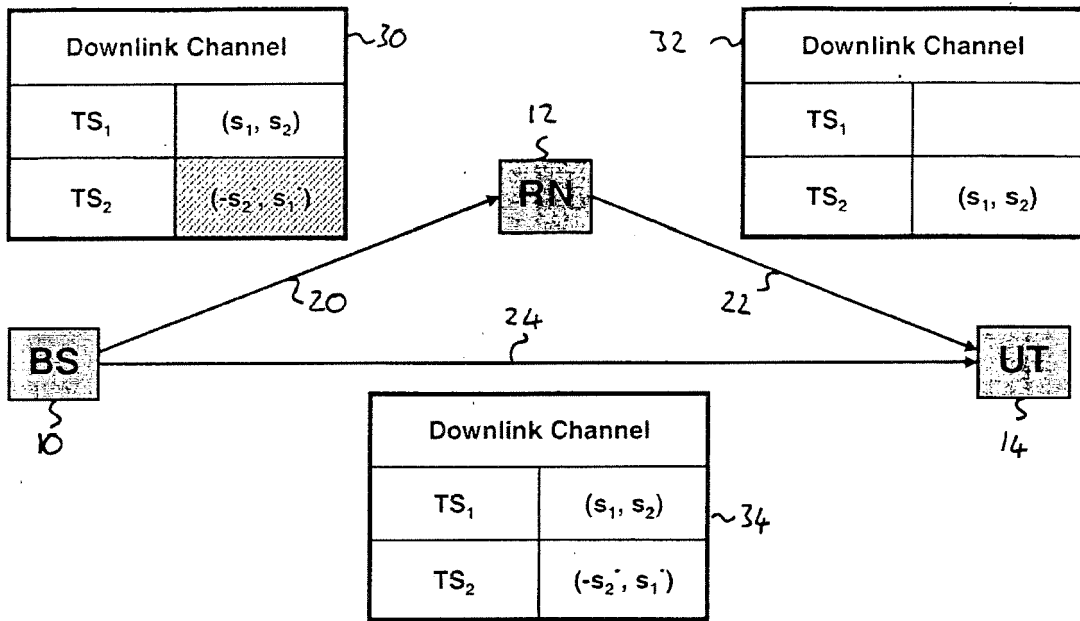 Downlink Channel
TS₁ (s₁, s₂)
TS₂ (-s₂*, s₁*)
30
32
Downlink Channel
TS₁
TS₂ (s₁, s₂)
12
RN
20
22
24
BS
10
UT
14
Downlink Channel
TS₁ (s₁, s₂)
TS₂ (-s₂*, s₁*)
34